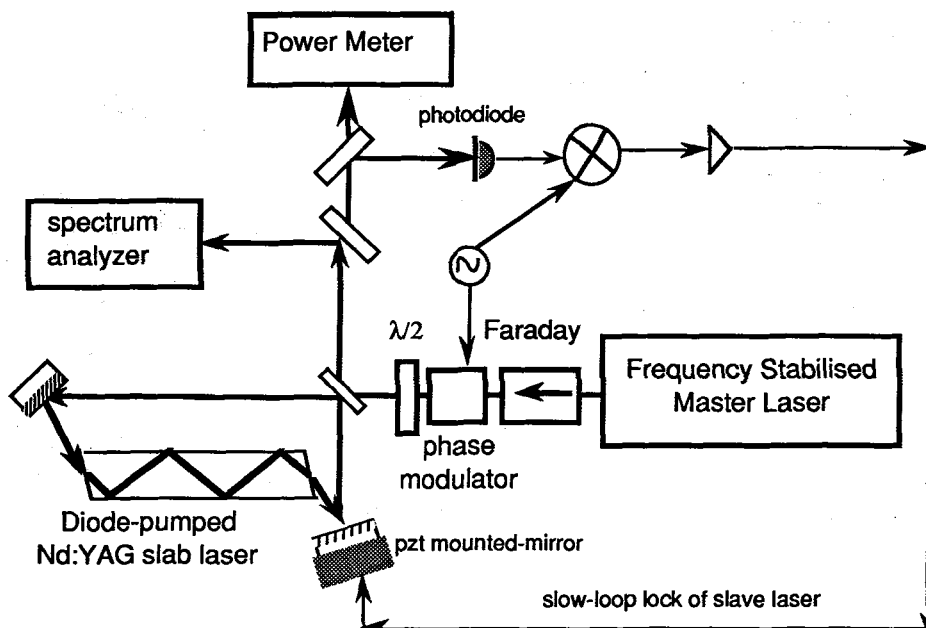 Power Meter
photodiode
spectrum
analyzer
λ/2
Faraday
Frequency Stabilised
Master Laser
phase
modulator
Diode-pumped
Nd:YAG slab laser
pzt mounted-mirror
slow-loop lock of slave laser